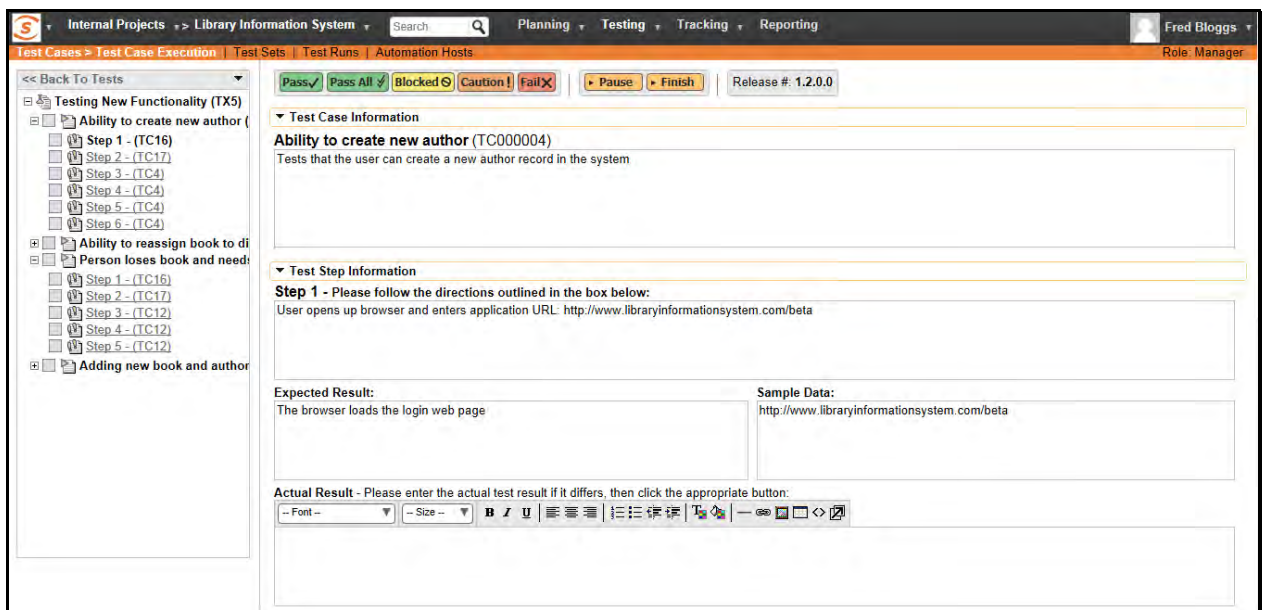 S Internal Projects > Library Information System Search Planning Testing Tracking Reporting Fred Bloggs
Test Cases > Test Case Execution | Test Sets | Test Runs | Automation Hosts Role: Manager
<< Back To Tests
Testing New Functionality (TX5)
Ability to create new author (
Step 1 - (TC16)
Step 2 - (TC17)
Step 3 - (TC4)
Step 4 - (TC4)
Step 5 - (TC4)
Step 6 - (TC4)
Ability to reassign book to di
Person loses book and needs
Step 1 - (TC16)
Step 2 - (TC17)
Step 3 - (TC12)
Step 4 - (TC12)
Step 5 - (TC12)
Adding new book and author
Pass Pass All Blocked Caution! Fail Pause Finish Release #: 1.2.0.0
Test Case Information
Ability to create new author (TC000004)
Tests that the user can create a new author record in the system
Test Step Information
Step 1 - Please follow the directions outlined in the box below:
User opens up browser and enters application URL: http://www.libraryinformationsystem.com/beta
Expected Result: Sample Data:
The browser loads the login web page http://www.libraryinformationsystem.com/beta
Actual Result - Please enter the actual test result if it differs, then click the appropriate button:
-- Font -- -- Size -- B I U